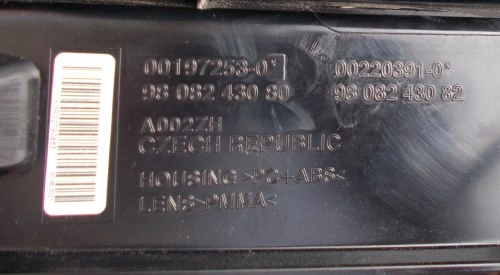 00197253-0* 00220391-0*
98 082 430 80 98 082 430 82
A002ZH
CZECH REPUBLIC
HOUSING >PC+ABS<
LENS>PMMA<